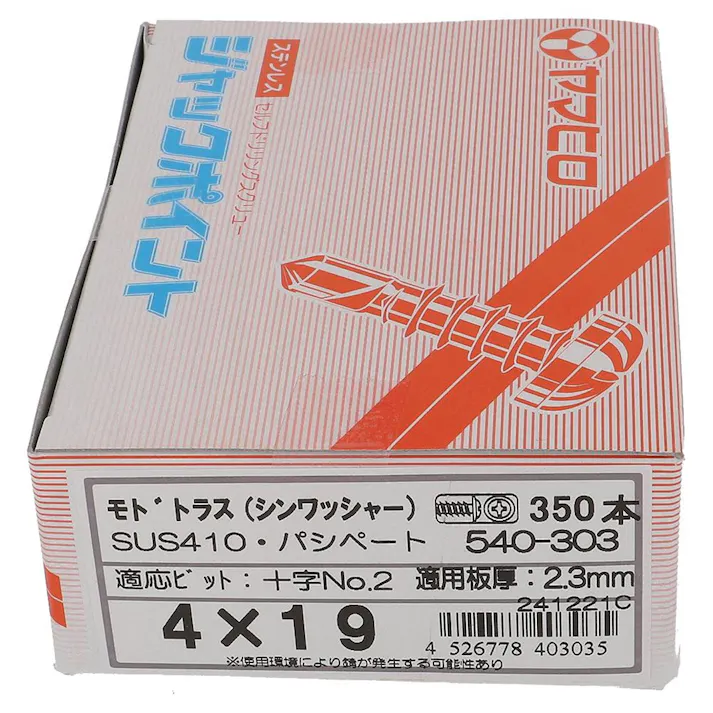 ヤマヒロ
ステンレス セルフドリリングスクリュー
ジャックポイント
モドトラス(シンワッシャー) 350本
SUS410・パシペート 540-303
適応ビット:十字No.2 適用板厚:2.3mm
241221C
4×19
4 526778 403035
※使用環境により錆が発生する可能性あり